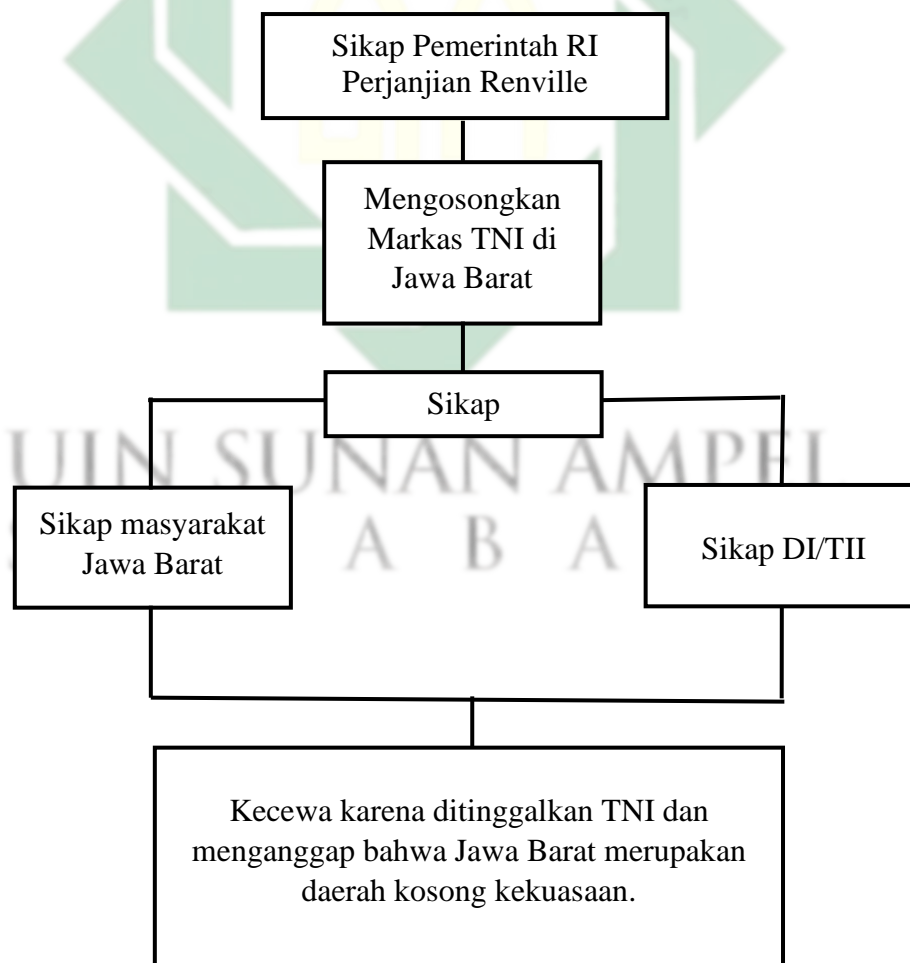 Sikap Pemerintah RI
Perjanjian Renville
Mengosongkan
Markas TNI di
Jawa Barat
Sikap
UIN SUNAN AMPEL
Sikap masyarakat
Jawa Barat
A B A
Sikap DI/TII
Kecewa karena ditinggalkan TNI dan
menganggap bahwa Jawa Barat merupakan
daerah kosong kekuasaan.